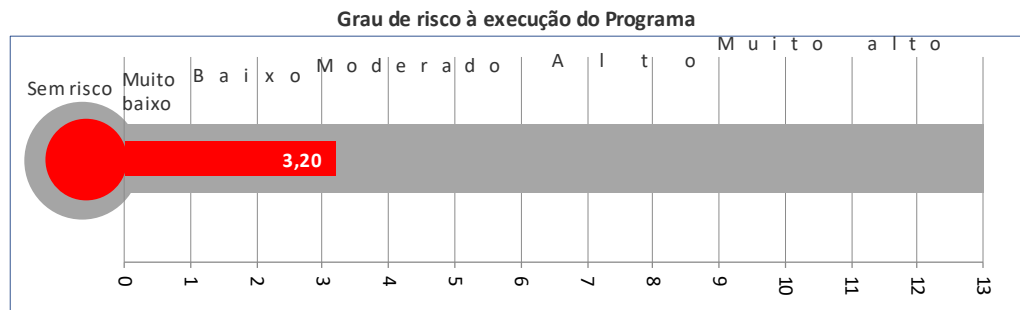 Grau de risco à execução do Programa
Sem risco
Muito
baixo
Baixo
Moderado
Alto
Muito alto
3,20
0
1
2
3
4
5
6
7
8
9
10
11
12
13